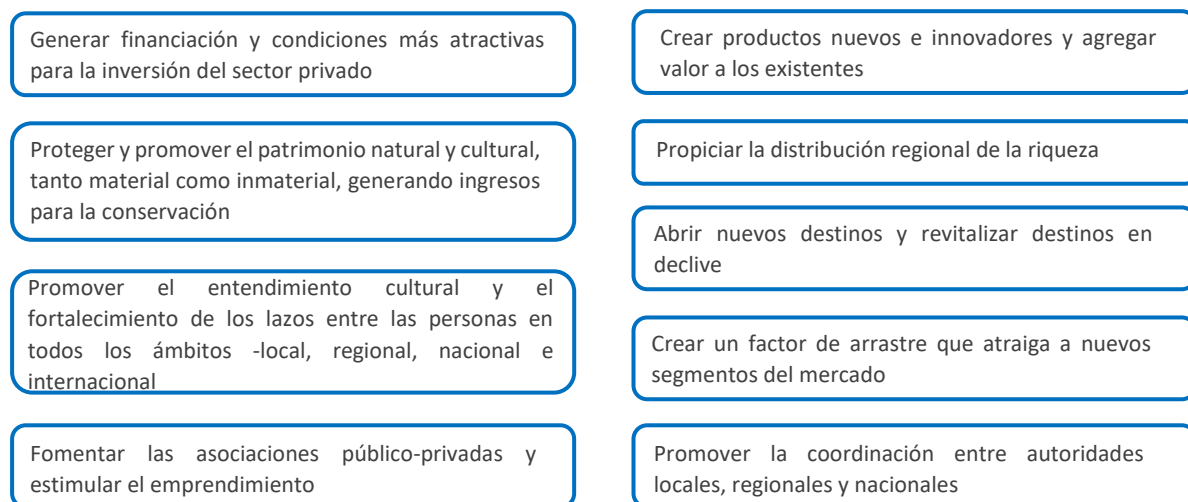 Generar financiación y condiciones más atractivas
para la inversión del sector privado
Proteger y promover el patrimonio natural y cultural,
tanto material como inmaterial, generando ingresos
para la conservación
Promover el entendimiento cultural y el
fortalecimiento de los lazos entre las personas en
todos los ámbitos -local, regional, nacional e
internacional
Fomentar las asociaciones público-privadas y
estimular el emprendimiento
Crear productos nuevos e innovadores y agregar
valor a los existentes
Propiciar la distribución regional de la riqueza
Abrir nuevos destinos y revitalizar destinos en
declive
Crear un factor de arrastre que atraiga a nuevos
segmentos del mercado
Promover la coordinación entre autoridades
locales, regionales y nacionales